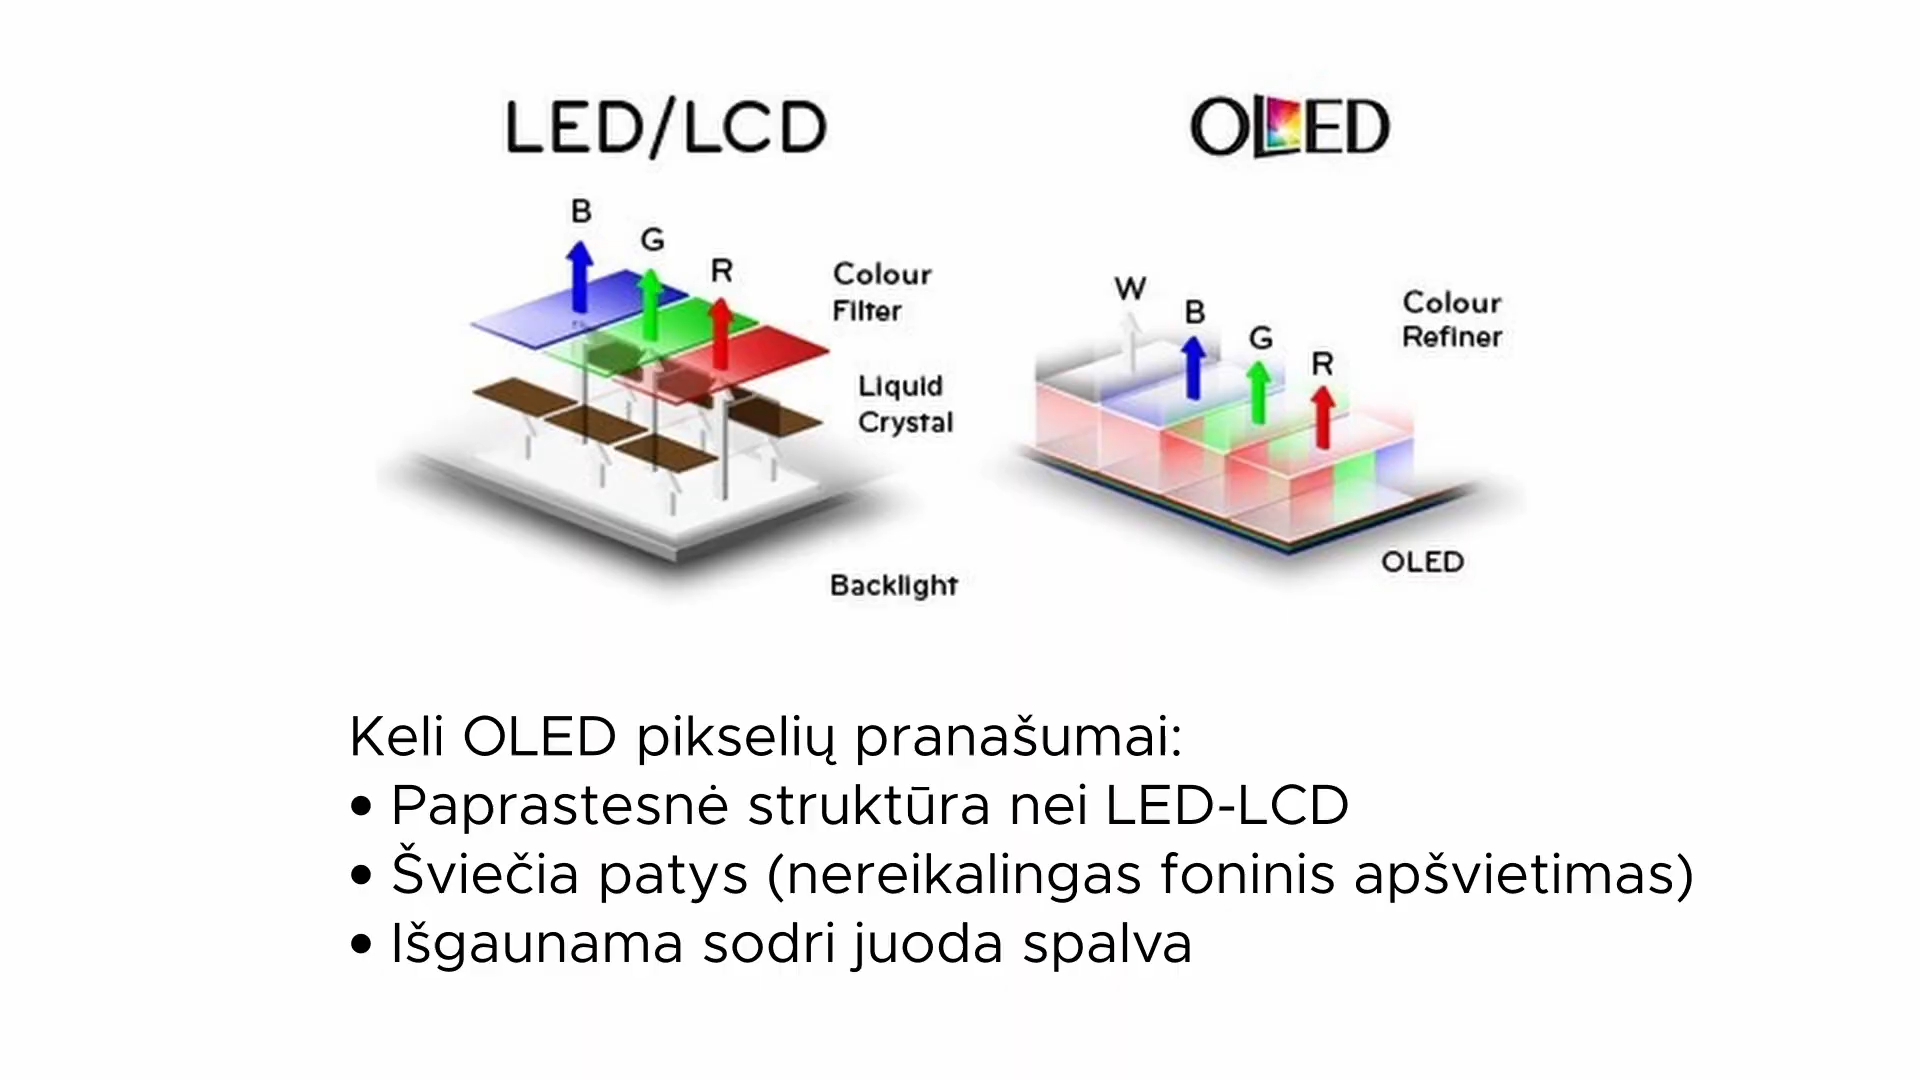 LED/LCD
OLED
B
G
R
Colour
Filter
Liquid
Crystal
Backlight
W
B
G
R
Colour
Refiner
OLED
Keli OLED pikselių pranašumai:
• Paprastesnė struktūra nei LED-LCD
• Šviečia patys (nereikalingas foninis apšvietimas)
• Išgaunama sodri juoda spalva